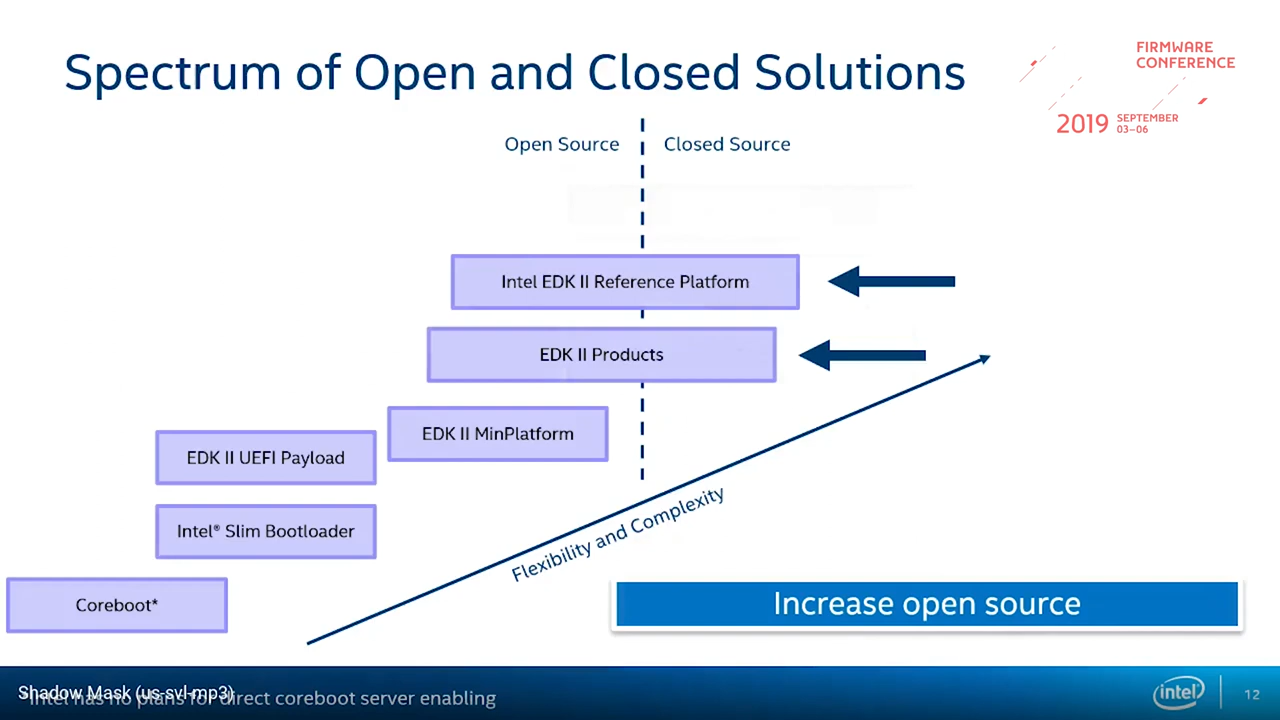 Spectrum of Open and Closed Solutions
FIRMWARE
CONFERENCE
2019 SEPTEMBER
03–06
Open Source
Closed Source
Intel EDK II Reference Platform
EDK II Products
EDK II MinPlatform
EDK II UEFI Payload
Intel® Slim Bootloader
Coreboot*
Flexibility and Complexity
Increase open source
Shadow Mask (us-svl-mp3)
*Intel has no plans for direct coreboot server enabling
intel
12